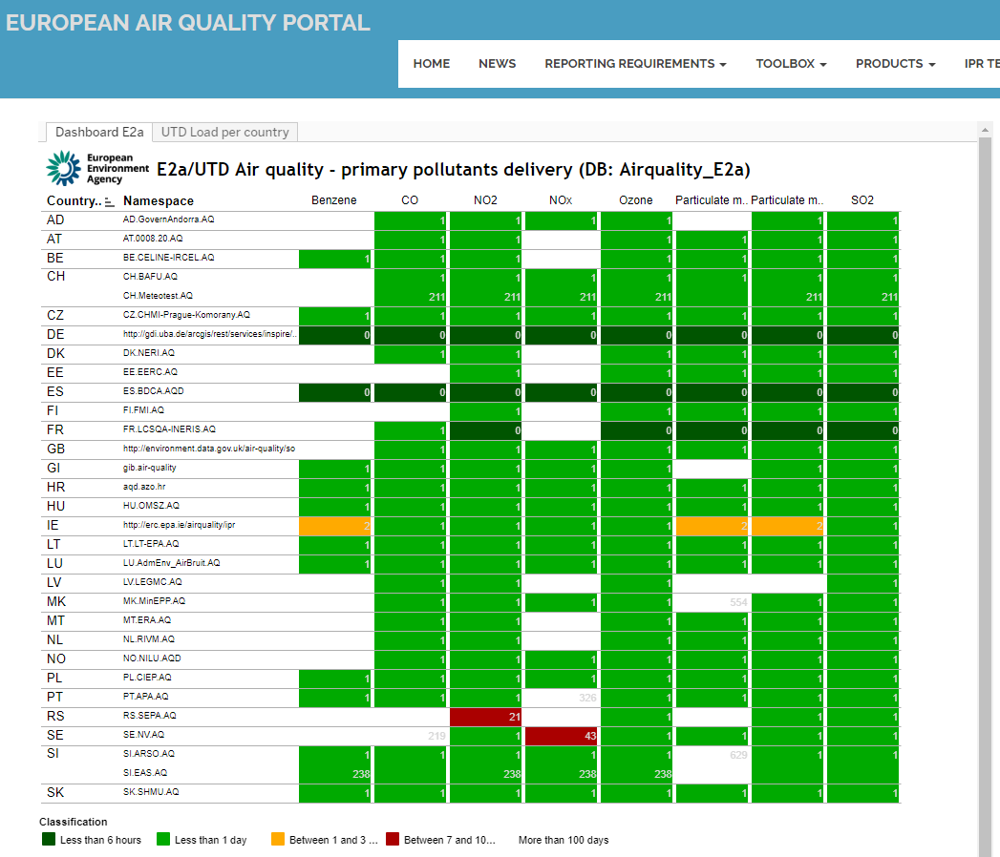 EUROPEAN AIR QUALITY PORTAL
HOME NEWS REPORTING REQUIREMENTS TOOLBOX PRODUCTS IPR TE
Dashboard E2a UTD Load per country
European
Environment
Agency
E2a/UTD Air quality - primary pollutants delivery (DB: Airquality_E2a)
Country.. Namespace Benzene CO NO2 NOx Ozone Particulate m.. Particulate m.. SO2
AD AD.GovernAndorra.AQ 1 1 1 1 1 1
AT AT.0008.20.AQ 1 1 1 1 1 1
BE BE.CELINE-IRCEL.AQ 1 1 1 1 1 1 1
CH CH.BAFU.AQ 1 1 1 1 1 1 1
CH.Meteotest.AQ 211 211 211 211 211 211
CZ CZ.CHMI-Prague-Komorany.AQ 1 1 1 1 1 1 1 1
DE http://gdi.uba.de/arcgis/rest/services/inspire/.. 0 0 0 0 0 0 0 0
DK DK.NERI.AQ 1 1 1 1 1 1
EE EE.EERC.AQ 1 1 1 1 1
ES ES.BDCA.AQD 0 0 0 0 0 0 0 0
FI FI.FMI.AQ 1 1 1 1 1
FR FR.LCSQA-INERIS.AQ 1 0 0 0 0 0
GB http://environment.data.gov.uk/air-quality/so 1 1 1 1 1 1 1
GI gib.air-quality 1 1 1 1 1 1 1
HR aqd.azo.hr 1 1 1 1 1 1 1 1
HU HU.OMSZ.AQ 1 1 1 1 1 1 1 1
IE http://erc.epa.ie/airquality/ipr 2 1 1 1 1 2 2 1
LT LT.LT-EPA.AQ 1 1 1 1 1 1 1 1
LU LU.AdmEnv_AirBruit.AQ 1 1 1 1 1 1 1 1
LV LV.LEGMC.AQ 1 1 1 1
MK MK.MinEPP.AQ 1 1 1 1 554 1 1
MT MT.ERA.AQ 1 1 1 1 1 1
NL NL.RIVM.AQ 1 1 1 1 1 1
NO NO.NILU.AQD 1 1 1 1 1 1 1
PL PL.CIEP.AQ 1 1 1 1 1 1 1 1
PT PT.APA.AQ 1 1 1 326 1 1 1 1
RS RS.SEPA.AQ 21 1 1 1
SE SE.NV.AQ 219 1 43 1 1 1 1
SI SI.ARSO.AQ 1 1 1 1 1 629 1 1
SI.EAS.AQ 238 238 238 238
SK SK.SHMU.AQ 1 1 1 1 1 1 1 1
Classification
Less than 6 hours Less than 1 day Between 1 and 3 ... Between 7 and 10... More than 100 days